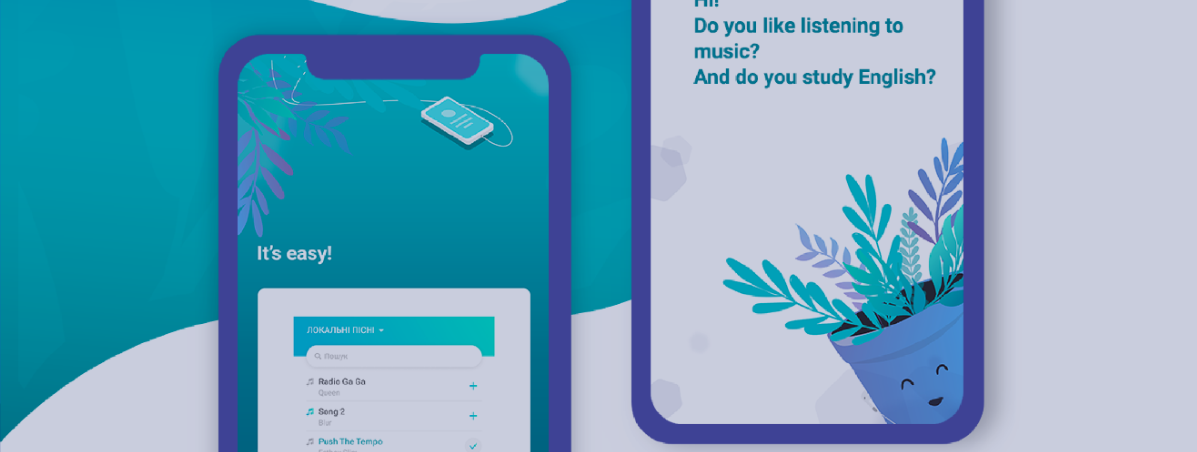 Hi!
Do you like listening to
music?
And do you study English?
It's easy!
ЛОКАЛЬНІ ПІСНІ
Пошук
Radio Ga Ga
Queen
Song 2
Blur
Push The Tempo